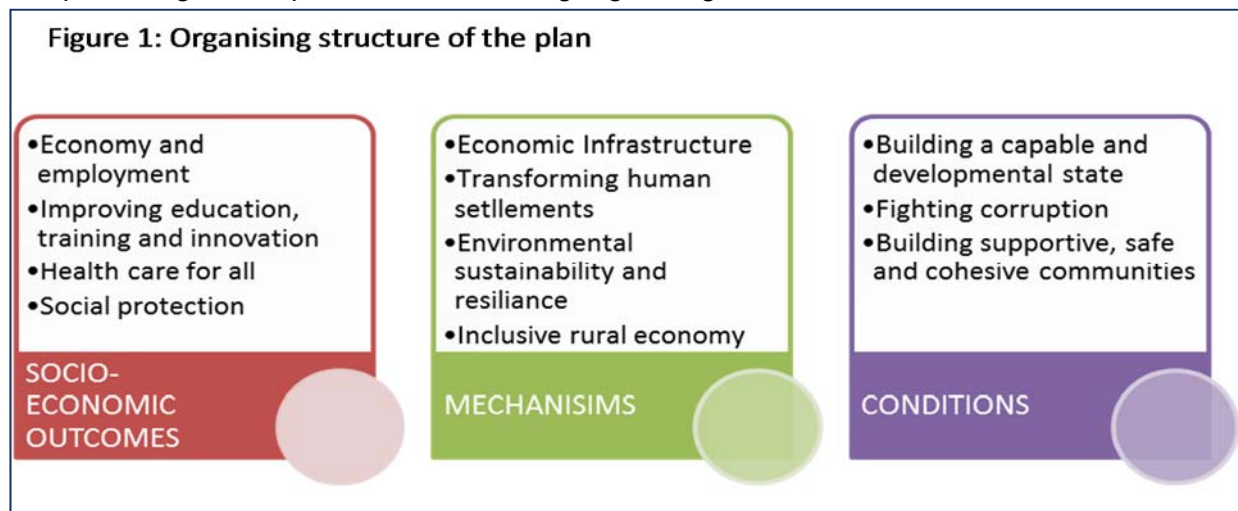 Figure 1: Organising structure of the plan
•Economy and
employment
•Improving education,
training and innovation
•Health care for all
•Social protection
SOCIO-
ECONOMIC
OUTCOMES
•Economic Infrastructure
•Transforming human
setllements
•Environmental
sustainability and
resiliance
•Inclusive rural economy
MECHANISIMS
•Building a capable and
developmental state
•Fighting corruption
•Building supportive, safe
and cohesive communities
CONDITIONS